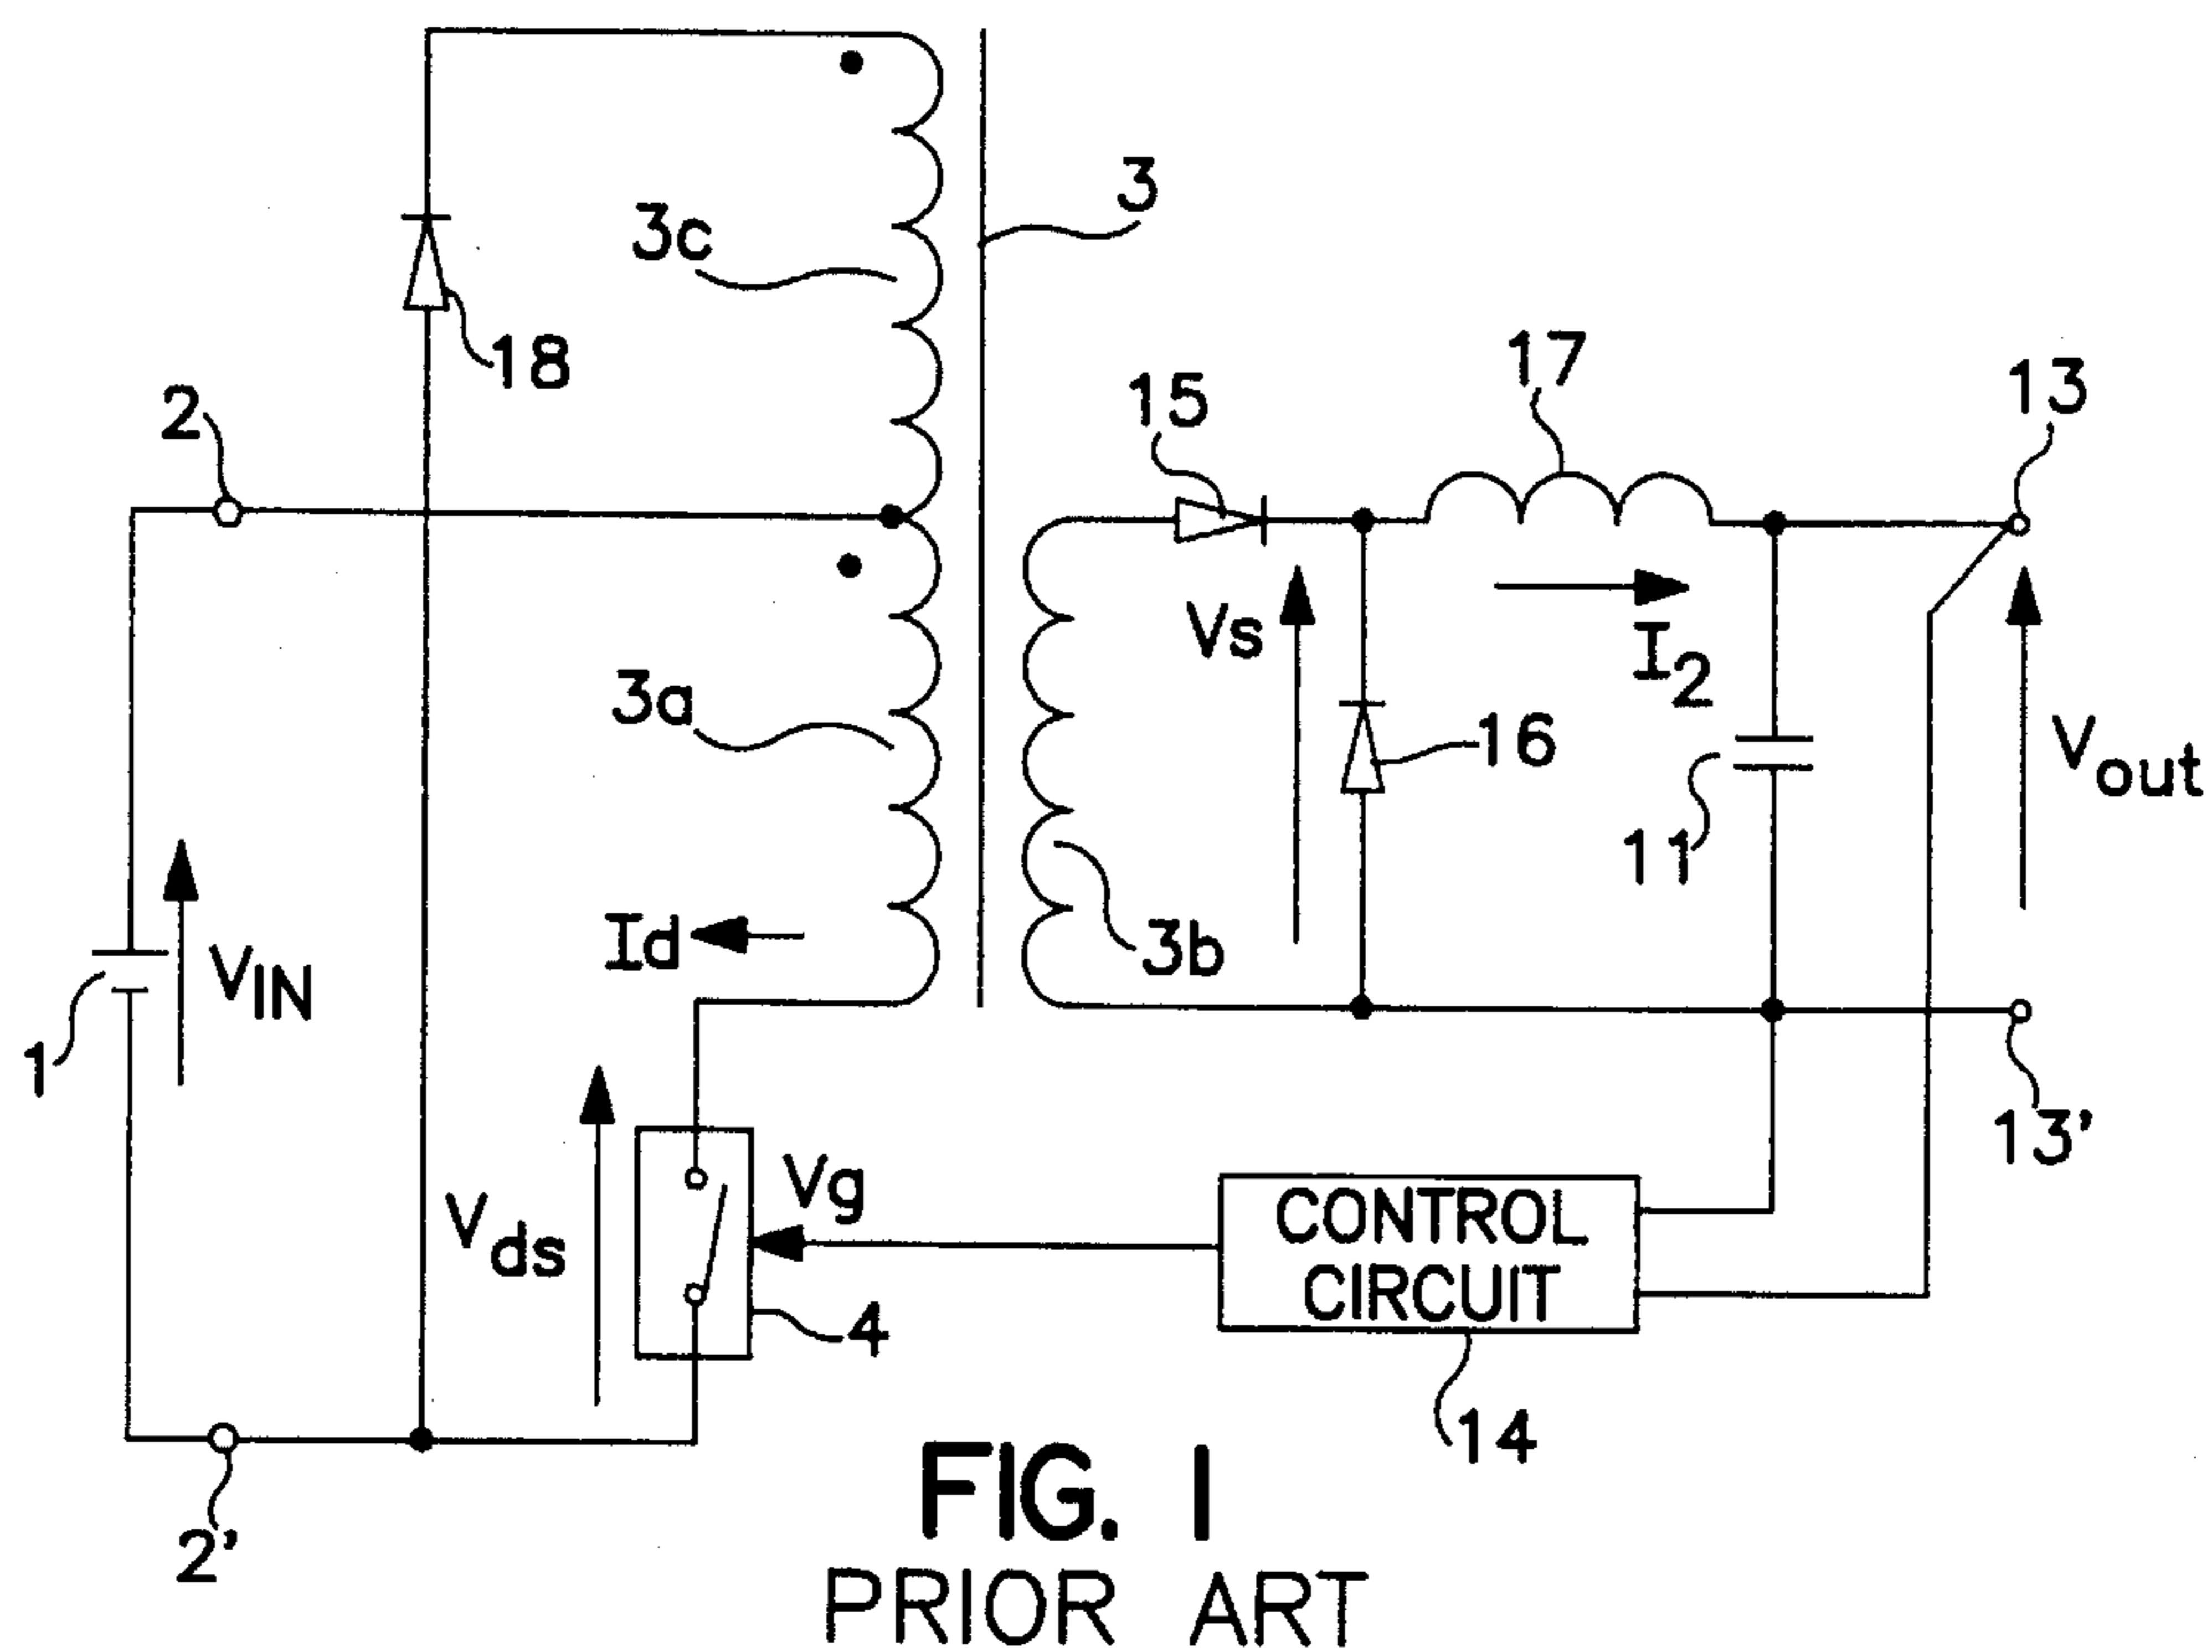 3
3c
18
17
13
15
2
Vs
I2
3a
16
Vout
11
Id
3b
VIN
1
13'
Vg
Vds
CONTROL
CIRCUIT
4
14
2'
FIG. 1
PRIOR ART